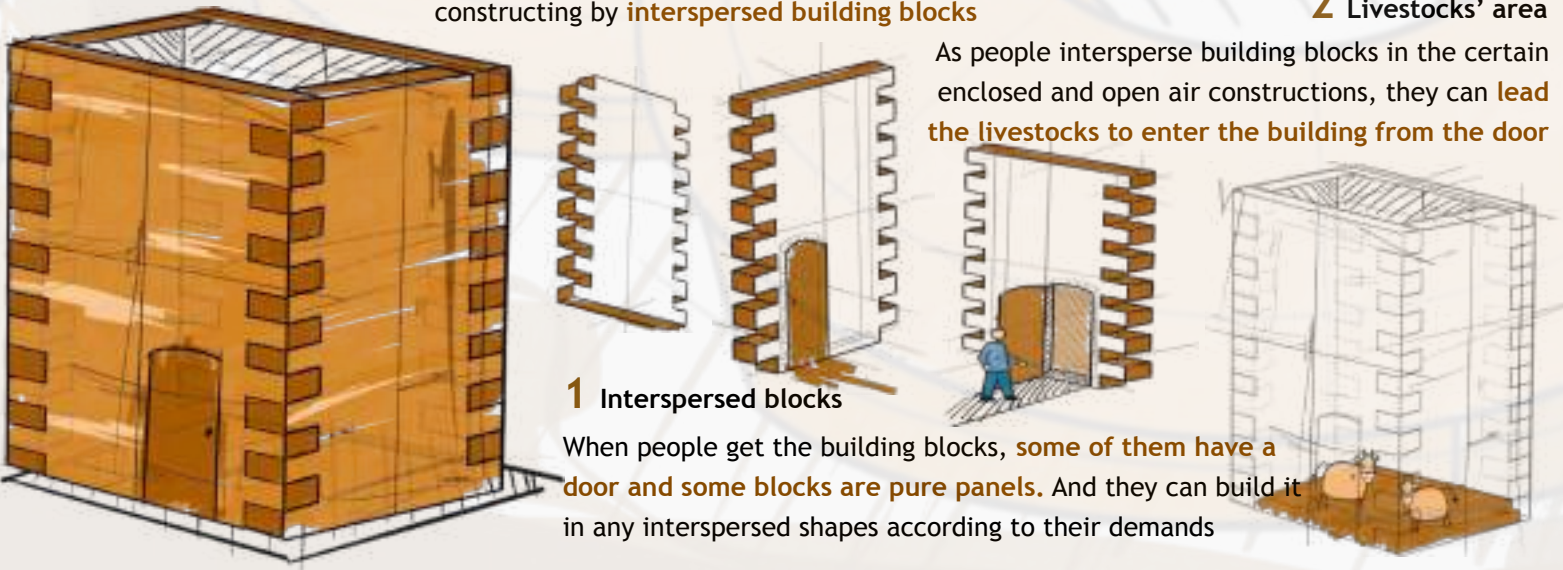 constructing by interspersed building blocks
2 Livestocks' area
As people intersperse building blocks in the certain
enclosed and open air constructions, they can lead
the livestocks to enter the building from the door
1 Interspersed blocks
When people get the building blocks, some of them have a
door and some blocks are pure panels. And they can build it
in any interspersed shapes according to their demands